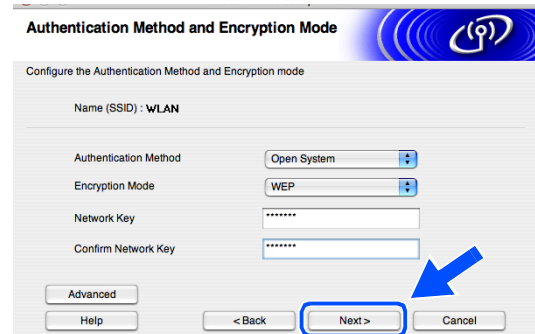 Authentication Method and Encryption Mode
Configure the Authentication Method and Encryption mode
Name (SSID) : WLAN
Authentication Method Open System
Encryption Mode WEP
Network Key *******
Confirm Network Key *******
Advanced
Help < Back Next > Cancel